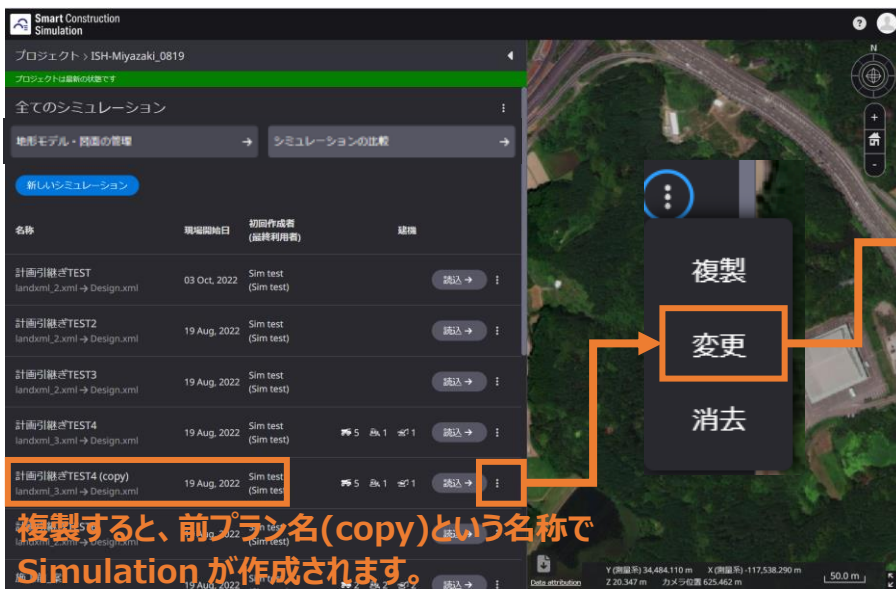 Smart Construction
Simulation
プロジェクト > ISH-Miyazaki_0819
プロジェクトは最新の状態です
全てのシミュレーション
地形モデル・図面の管理 →
シミュレーションの比較 →
新しいシミュレーション
名称 現場開始日 初回作成者 建機
(最終利用者)
計画引継ぎTEST
landxml_2.xml → Design.xml
03 Oct, 2022
Sim test
(Sim test)
読込 →
計画引継ぎTEST2
landxml_2.xml → Design.xml
19 Aug, 2022
Sim test
(Sim test)
読込 →
計画引継ぎTEST3
landxml_2.xml → Design.xml
19 Aug, 2022
Sim test
(Sim test)
読込 →
計画引継ぎTEST4
landxml_3.xml → Design.xml
19 Aug, 2022
Sim test
(Sim test)
5 1 1
読込 →
計画引継ぎTEST4 (copy)
landxml_3.xml → Design.xml
19 Aug, 2022
Sim test
(Sim test
5 1 1
読込 →
複製すると、前プラン名(copy)という名称で
Simulation が作成されます。
19 Aug, 2022
読込 →
複製
変更
消去
N
+
-
Data attribution
Y (測量系) 34,484.110 m X (測量系) -117,538.290 m
Z 20.347 m カメラ位置 625.462 m
50.0 m